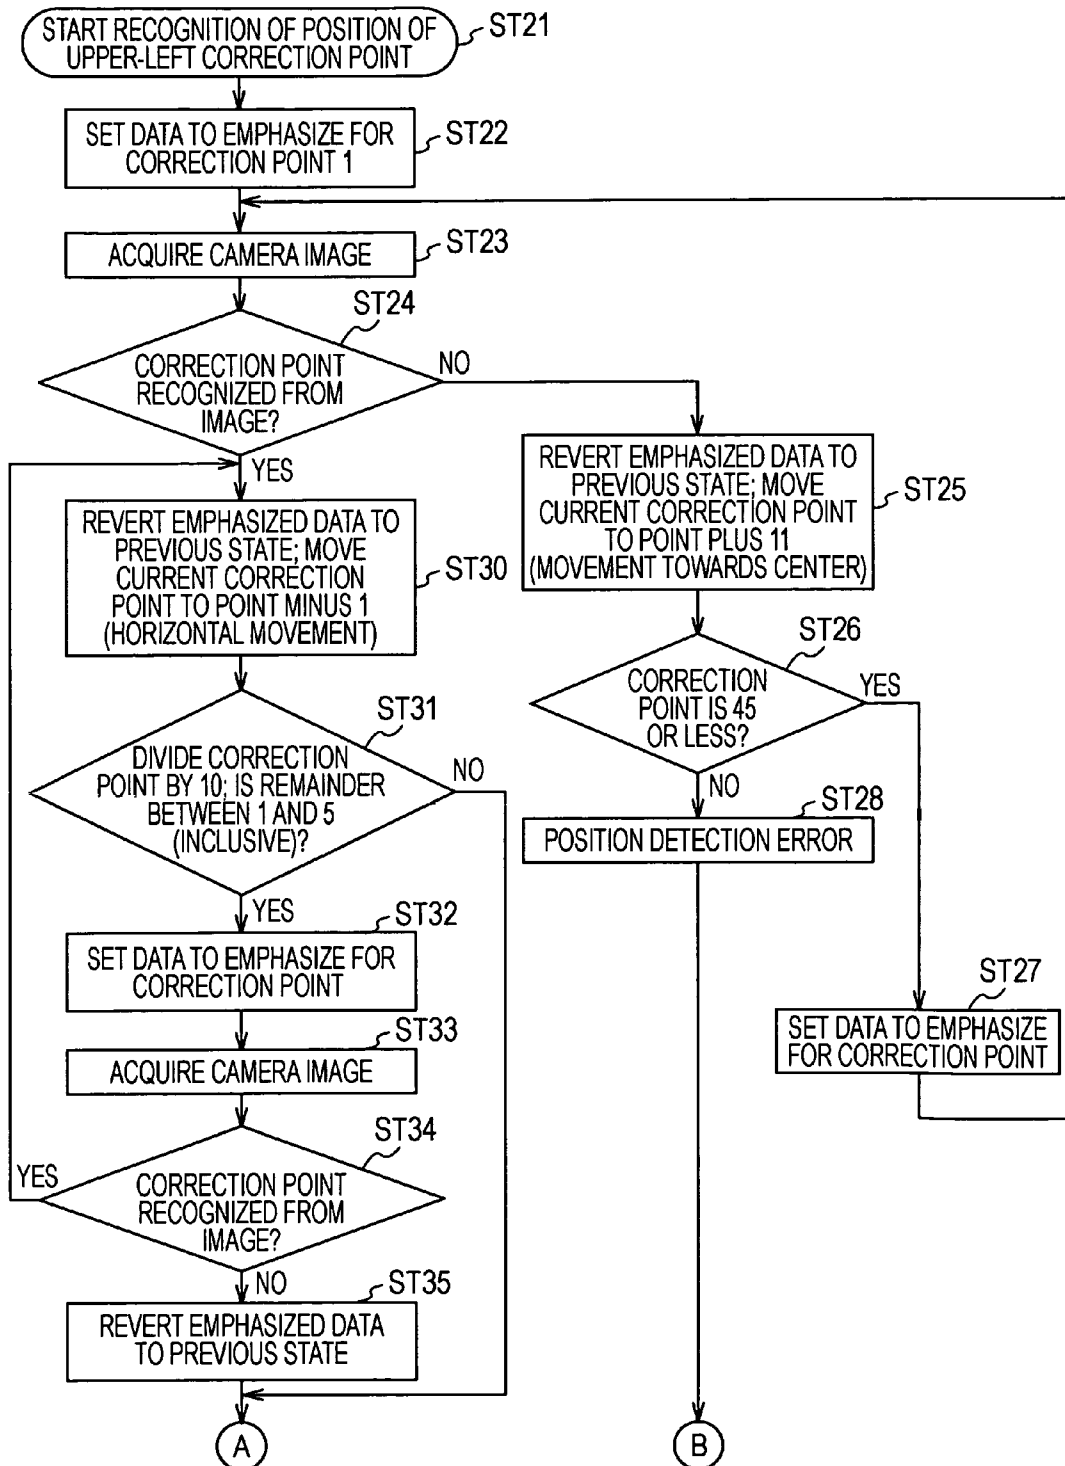 START RECOGNITION OF POSITION OF
UPPER-LEFT CORRECTION POINT
ST21
SET DATA TO EMPHASIZE FOR
CORRECTION POINT 1
ST22
ACQUIRE CAMERA IMAGE
ST23
ST24
CORRECTION POINT
RECOGNIZED FROM
IMAGE?
NO
YES
REVERT EMPHASIZED DATA TO
PREVIOUS STATE; MOVE
CURRENT CORRECTION POINT
TO POINT PLUS 11
(MOVEMENT TOWARDS CENTER)
ST25
REVERT EMPHASIZED DATA TO
PREVIOUS STATE; MOVE
CURRENT CORRECTION
POINT TO POINT MINUS 1
(HORIZONTAL MOVEMENT)
ST30
ST26
CORRECTION
POINT IS 45
OR LESS?
YES
NO
ST31
DIVIDE CORRECTION
POINT BY 10; IS REMAINDER
BETWEEN 1 AND 5
(INCLUSIVE)?
NO
YES
ST28
POSITION DETECTION ERROR
ST32
SET DATA TO EMPHASIZE FOR
CORRECTION POINT
ST27
SET DATA TO EMPHASIZE
FOR CORRECTION POINT
ST33
ACQUIRE CAMERA IMAGE
ST34
YES
CORRECTION POINT
RECOGNIZED FROM
IMAGE?
NO
ST35
REVERT EMPHASIZED DATA
TO PREVIOUS STATE
A
B